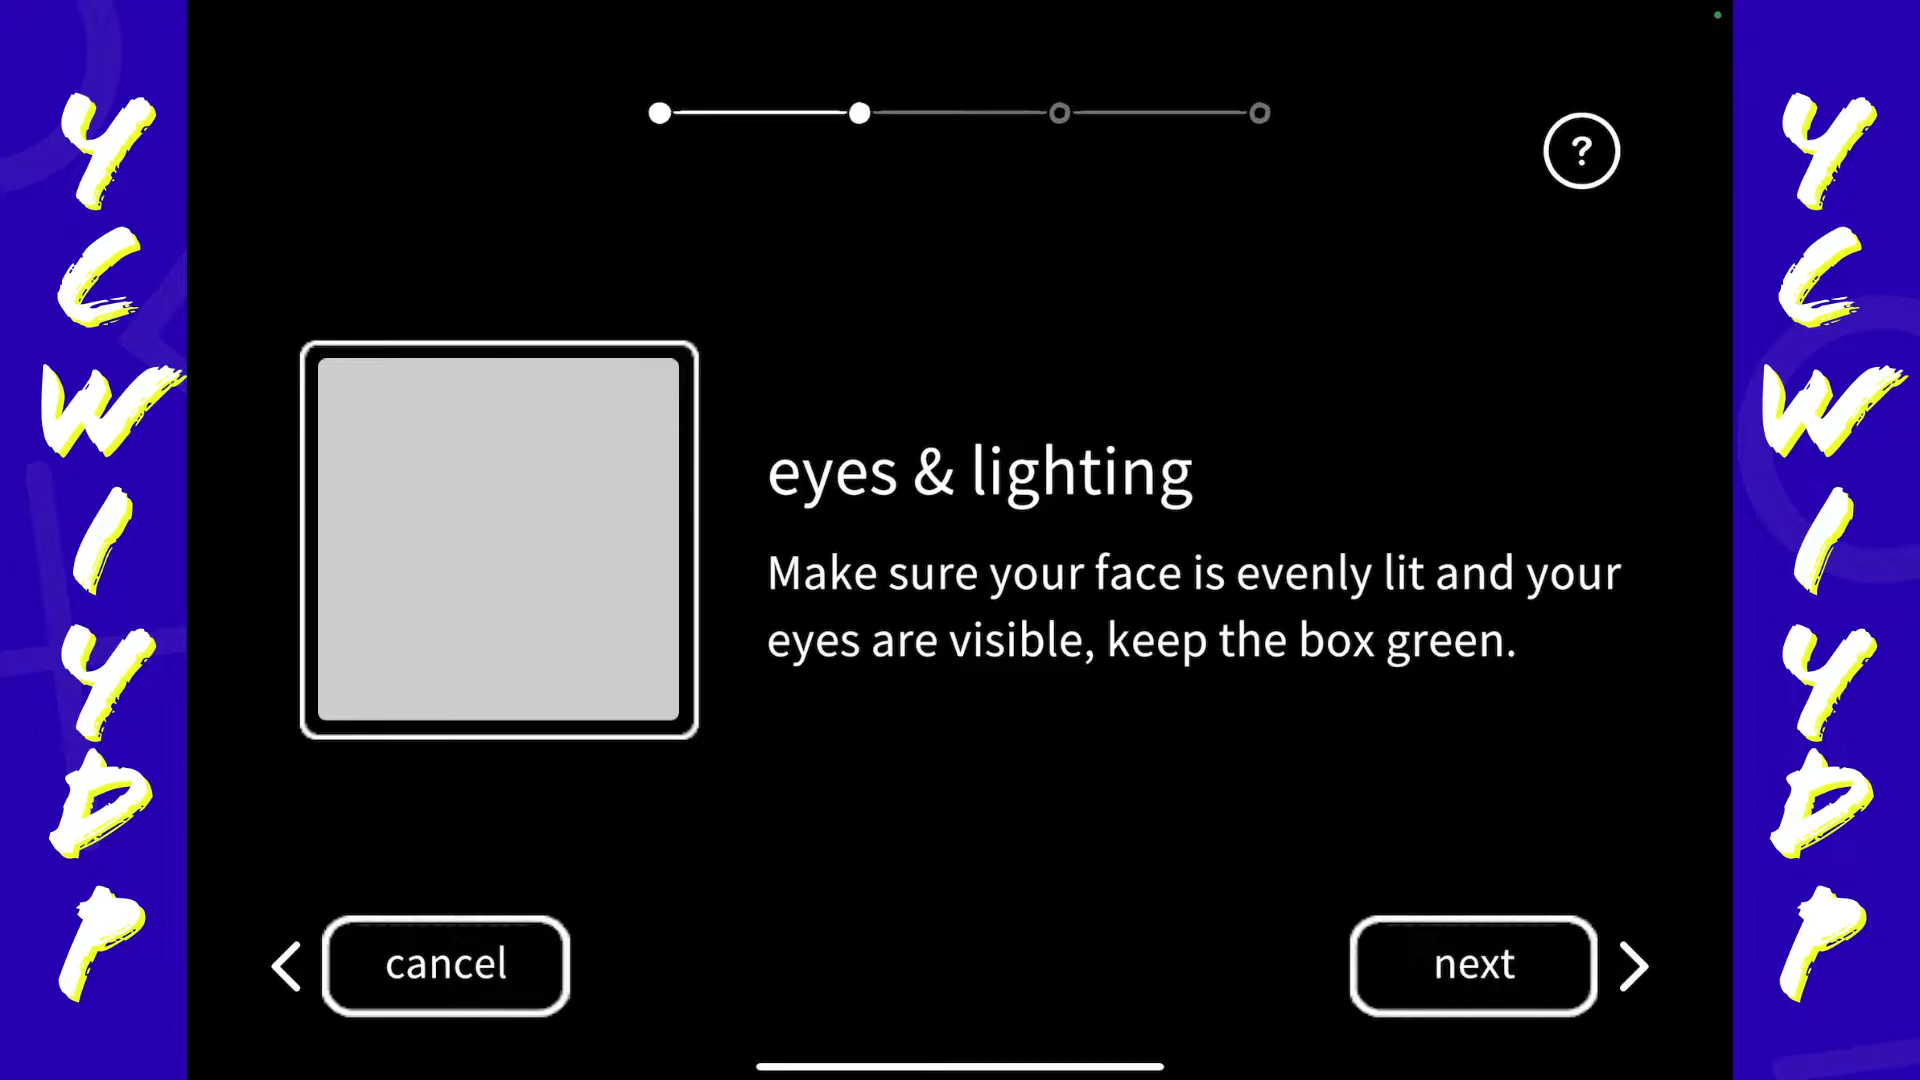 Y
C
W
I
Y
D
P
?
eyes & lighting
Make sure your face is evenly lit and your
eyes are visible, keep the box green.
cancel
next
Y
C
W
I
Y
D
P